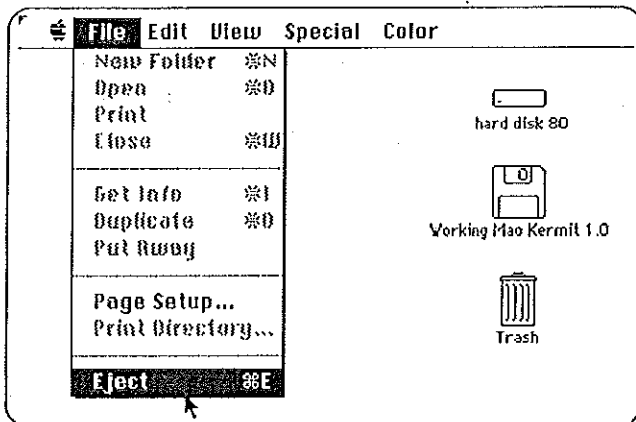 File Edit View Special Color
New Folder ⌘N
Open ⌘O
Print
Close ⌘W
Get Info ⌘I
Duplicate ⌘D
Put Away
Page Setup...
Print Directory...
Eject ⌘E
hard disk 80
Working Mac Kermit 1.0
Trash